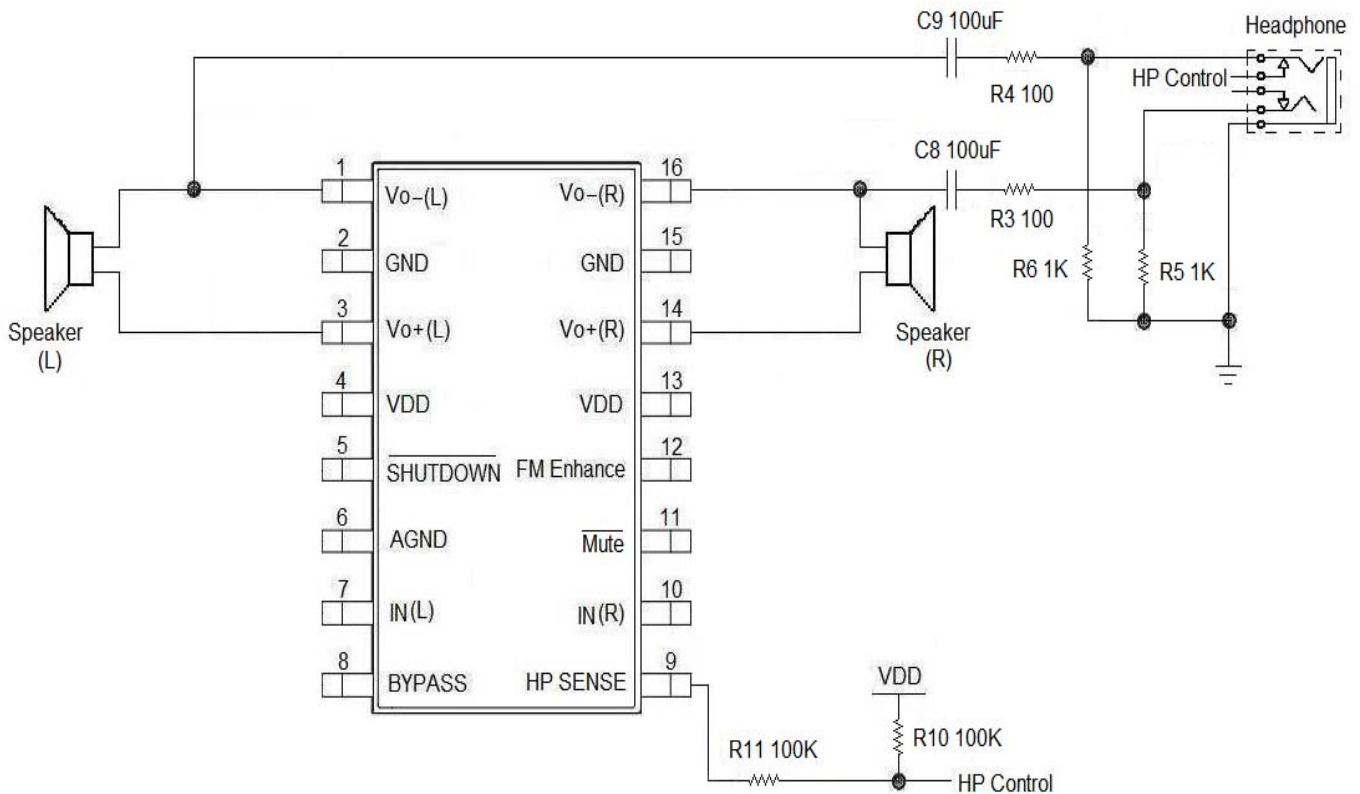 C9 100uF
Headphone
R4 100
HP Control
C8 100uF
R3 100
R6 1K
R5 1K
1
16
Vo−(L)
Vo−(R)
2
15
GND
GND
3
14
Vo+(L)
Vo+(R)
Speaker
(L)
Speaker
(R)
4
13
VDD
VDD
5
12
SHUTDOWN
FM Enhance
6
11
AGND
Mute
7
10
IN(L)
IN(R)
8
9
BYPASS
HP SENSE
VDD
R10 100K
R11 100K
HP Control